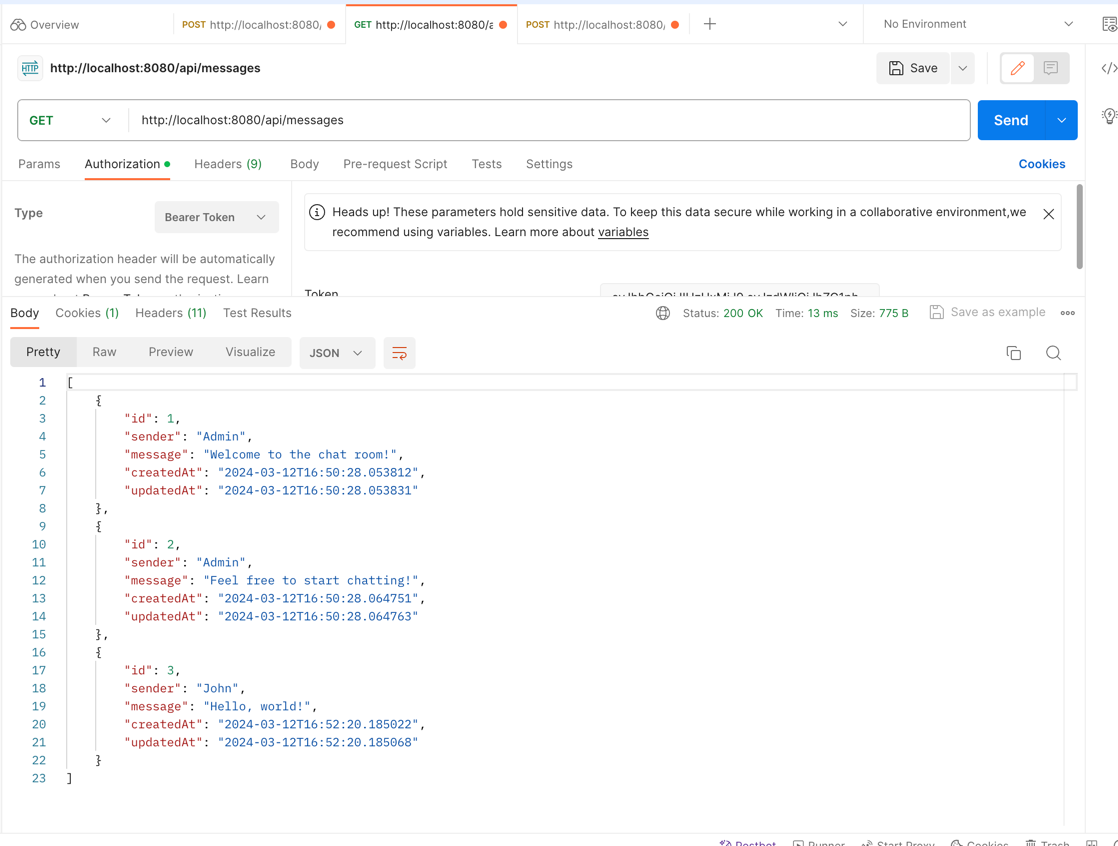 Overview
POST http://localhost:8080/
GET http://localhost:8080/a
POST http://localhost:8080/
No Environment
HTTP http://localhost:8080/api/messages
Save
GET http://localhost:8080/api/messages
Send
Params Authorization Headers (9) Body Pre-request Script Tests Settings Cookies
Type Bearer Token
The authorization header will be automatically
generated when you send the request. Learn
Heads up! These parameters hold sensitive data. To keep this data secure while working in a collaborative environment,we
recommend using variables. Learn more about variables
Token
Body Cookies (1) Headers (11) Test Results
Status: 200 OK Time: 13 ms Size: 775 B Save as example
Pretty Raw Preview Visualize JSON
1 [
2 {
3 "id": 1,
4 "sender": "Admin",
5 "message": "Welcome to the chat room!",
6 "createdAt": "2024-03-12T16:50:28.053812",
7 "updatedAt": "2024-03-12T16:50:28.053831"
8 },
9 {
10 "id": 2,
11 "sender": "Admin",
12 "message": "Feel free to start chatting!",
13 "createdAt": "2024-03-12T16:50:28.064751",
14 "updatedAt": "2024-03-12T16:50:28.064763"
15 },
16 {
17 "id": 3,
18 "sender": "John",
19 "message": "Hello, world!",
20 "createdAt": "2024-03-12T16:52:20.185022",
21 "updatedAt": "2024-03-12T16:52:20.185068"
22 }
23 ]
Postbot Runner Start Proxy Cookies Trash